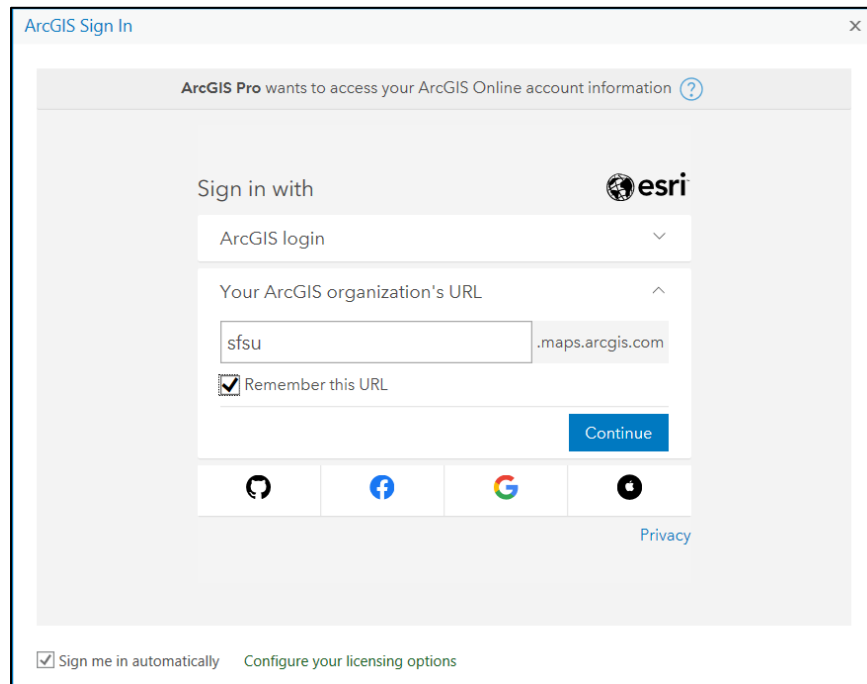 ArcGIS Sign In
ArcGIS Pro wants to access your ArcGIS Online account information ?
Sign in with
esri
ArcGIS login
Your ArcGIS organization's URL
sfsu .maps.arcgis.com
Remember this URL
Continue
Privacy
Sign me in automatically Configure your licensing options